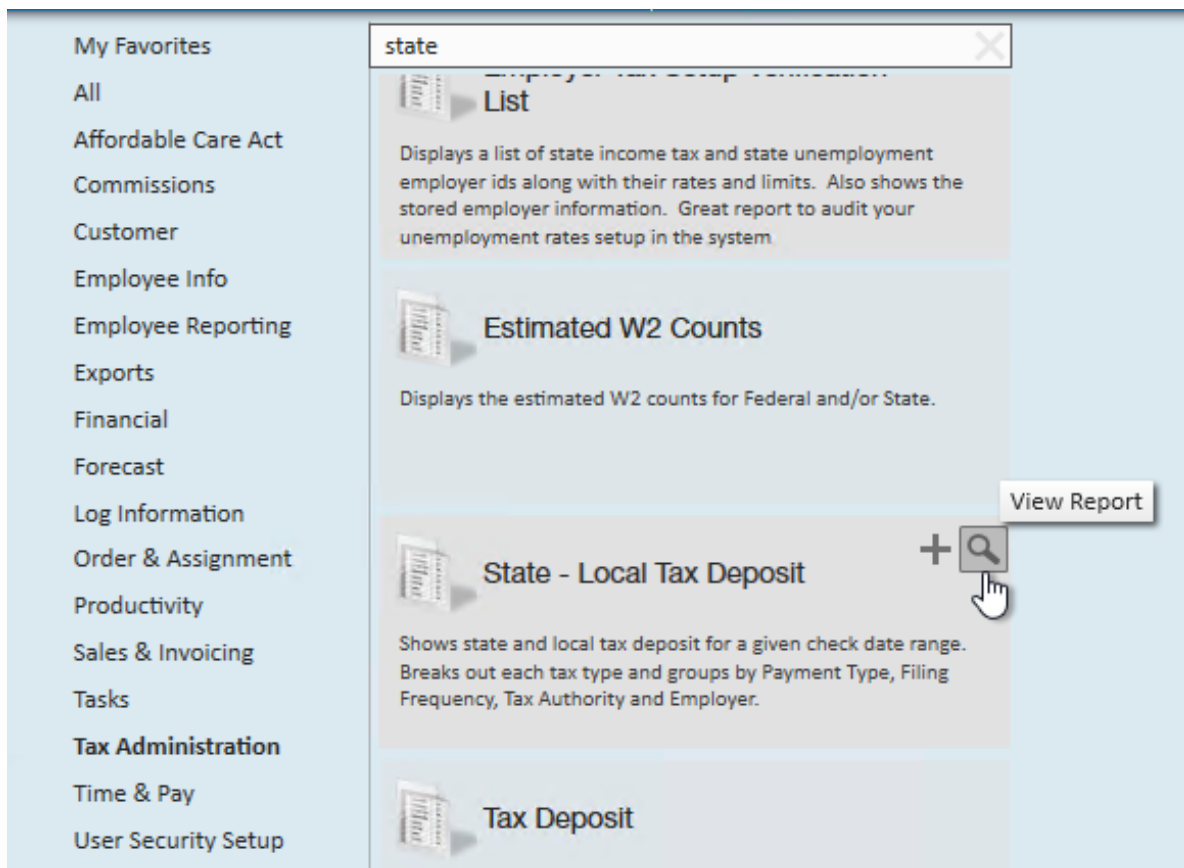 My Favorites
All
Affordable Care Act
Commissions
Customer
Employee Info
Employee Reporting
Exports
Financial
Forecast
Log Information
Order & Assignment
Productivity
Sales & Invoicing
Tasks
Tax Administration
Time & Pay
User Security Setup
state
Employer Tax Setup Verification
List
Displays a list of state income tax and state unemployment
employer ids along with their rates and limits. Also shows the
stored employer information. Great report to audit your
unemployment rates setup in the system
Estimated W2 Counts
Displays the estimated W2 counts for Federal and/or State.
View Report
State - Local Tax Deposit
Shows state and local tax deposit for a given check date range.
Breaks out each tax type and groups by Payment Type, Filing
Frequency, Tax Authority and Employer.
Tax Deposit